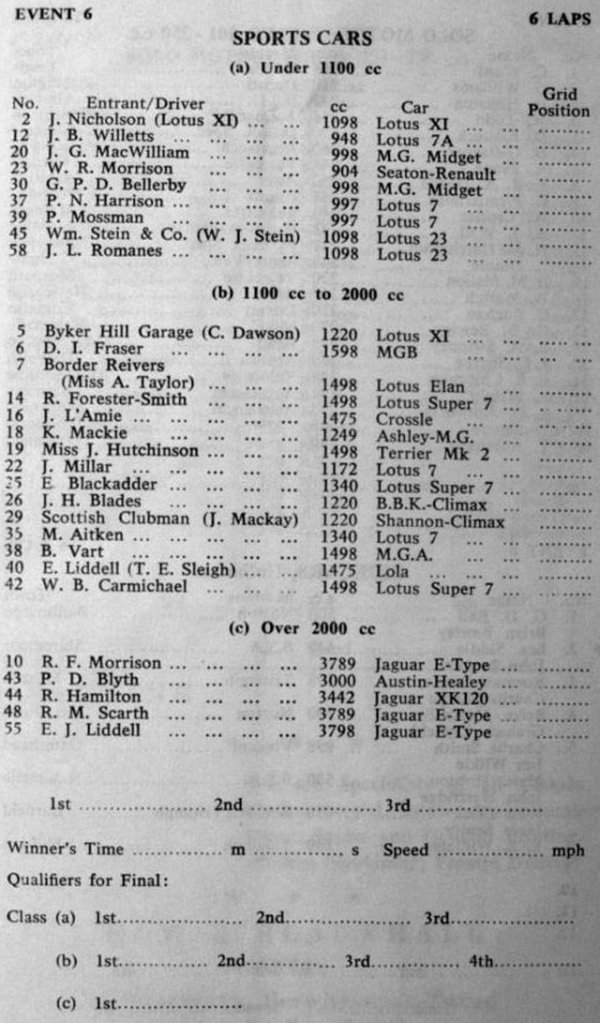 EVENT 6 6 LAPS
SPORTS CARS
(a) Under 1100 cc
No. Entrant/Driver cc Car Grid Position
2 J. Nicholson (Lotus XI) ... ... 1098 Lotus XI ... ... .........
12 J. B. Willetts ... ... ... ... 948 Lotus 7A ... ... .........
20 J. G. MacWilliam ... ... ... 998 M.G. Midget ... .........
23 W. R. Morrison ... ... ... 904 Seaton-Renault .........
30 G. P. D. Bellerby ... ... ... 998 M.G. Midget ... .........
37 P. N. Harrison ... ... ... ... 997 Lotus 7 ... ... .........
39 P. Mossman ... ... ... ... 997 Lotus 7 ... ... .........
45 Wm. Stein & Co. (W. J. Stein) 1098 Lotus 23 ... ... .........
58 J. L. Romanes ... ... ... ... 1098 Lotus 23 ... ... .........
(b) 1100 cc to 2000 cc
5 Byker Hill Garage (C. Dawson) 1220 Lotus XI ... ... .........
6 D. I. Fraser ... ... ... ... 1598 MGB ... ... ... .........
7 Border Reivers
(Miss A. Taylor) ... ... ... 1498 Lotus Elan ... ... .........
14 R. Forester-Smith ... ... ... 1498 Lotus Super 7 ... .........
16 J. L'Amie ... ... ... ... ... 1475 Crossle ... ... .........
18 K. Mackie ... ... ... ... 1249 Ashley-M.G. ... .........
19 Miss J. Hutchinson ... ... ... 1498 Terrier Mk 2 ... .........
22 J. Millar ... ... ... ... ... 1172 Lotus 7 ... ... .........
25 E Blackadder ... ... ... ... 1340 Lotus Super 7 ... .........
26 J. H. Blades ... ... ... ... 1220 B.B.K.-Climax ... .........
29 Scottish Clubman (J. Mackay) 1220 Shannon-Climax .........
35 M. Aitken ... ... ... ... ... 1340 Lotus 7 ... ... .........
38 B. Vart ... ... ... ... ... 1498 M.G.A. ... ... .........
40 E. Liddell (T. E. Sleigh) ... ... 1475 Lola ... ... ... .........
42 W. B. Carmichael ... ... ... 1498 Lotus Super 7 ... .........
(c) Over 2000 cc
10 R. F. Morrison ... ... ... ... 3789 Jaguar E-Type ... .........
43 P. D. Blyth ... ... ... ... 3000 Austin-Healey ... .........
44 R. Hamilton ... ... ... ... 3442 Jaguar XK120 ... .........
48 R. M. Scarth ... ... ... ... 3789 Jaguar E-Type ... .........
55 E. J. Liddell ... ... ... ... 3798 Jaguar E-Type ... .........
1st ...................... 2nd ...................... 3rd ......................
Winner's Time ............... m ............... s Speed ................. mph
Qualifiers for Final:
Class (a) 1st..................... 2nd..................... 3rd.....................
(b) 1st............... 2nd.................... 3rd............... 4th...............
(c) 1st.....................